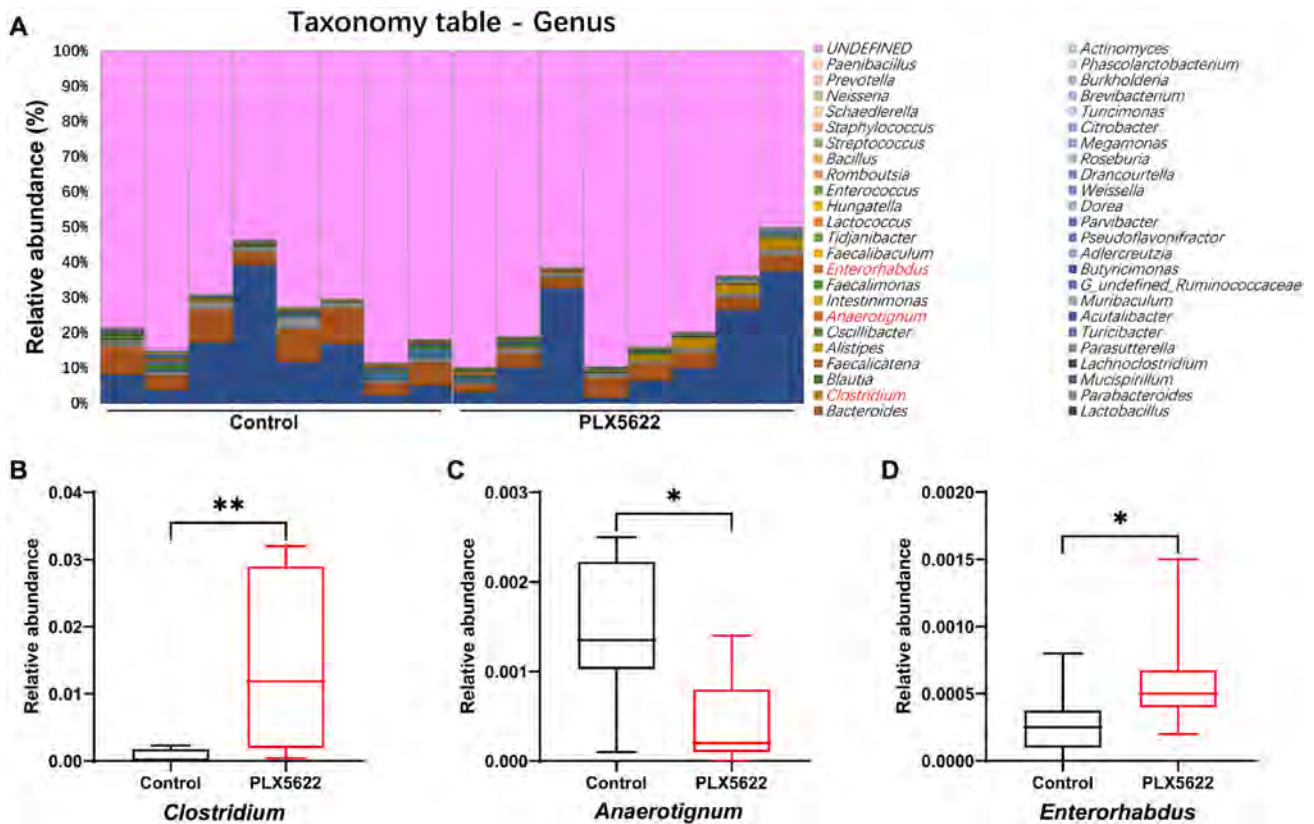 A
Taxonomy table - Genus
Relative abundance (%)
100%
90%
80%
70%
60%
50%
40%
30%
20%
10%
0%
Control
PLX5622
UNDEFINED
Paenibacillus
Prevotella
Neisseria
Schaedlerella
Staphylococcus
Streptococcus
Bacillus
Romboutsia
Enterococcus
Hungatella
Lactococcus
Tidjanibacter
Faecalibaculum
Enterorhabdus
Faecalimonas
Intestinimonas
Anaerotignum
Oscillibacter
Alistipes
Faecalicatena
Blautia
Clostridium
Bacteroides
Actinomyces
Phascolarctobacterium
Burkholderia
Brevibacterium
Turicimonas
Citrobacter
Megamonas
Roseburia
Drancourtella
Weissella
Dorea
Parvibacter
Pseudoflavonifractor
Adlercreutzia
Butyricimonas
G_undefined_Ruminococcaceae
Muribaculum
Acutalibacter
Turicibacter
Parasutterella
Lachnoclostridium
Mucispirillum
Parabacteroides
Lactobacillus
B
Relative abundance
0.04
0.03
0.02
0.01
0.00
**
Control
PLX5622
Clostridium
C
Relative abundance
0.003
0.002
0.001
0.000
*
Control
PLX5622
Anaerotignum
D
Relative abundance
0.0020
0.0015
0.0010
0.0005
0.0000
*
Control
PLX5622
Enterorhabdus